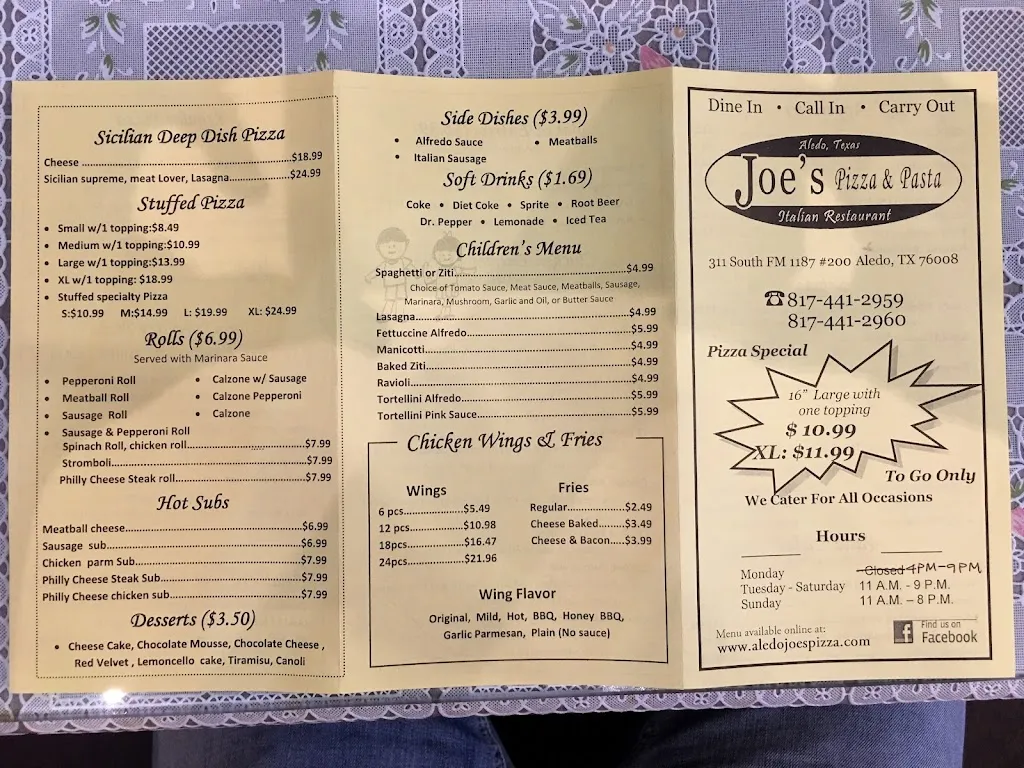 Sicilian Deep Dish Pizza
Cheese ..........$18.99
Sicilian supreme, meat Lover, Lasagna..........$24.99
Stuffed Pizza
• Small w/1 topping:$8.49
• Medium w/1 topping:$10.99
• Large w/1 topping:$13.99
• XL w/1 topping: $18.99
• Stuffed specialty Pizza
S:$10.99 M:$14.99 L: $19.99 XL: $24.99
Rolls ($6.99)
Served with Marinara Sauce
• Pepperoni Roll • Calzone w/ Sausage
• Meatball Roll • Calzone Pepperoni
• Sausage Roll • Calzone
• Sausage & Pepperoni Roll
Spinach Roll, chicken roll..........$7.99
Stromboli..........$7.99
Philly Cheese Steak roll..........$7.99
Hot Subs
Meatball cheese..........$6.99
Sausage sub..........$6.99
Chicken parm Sub..........$7.99
Philly Cheese Steak Sub..........$7.99
Philly Cheese chicken sub..........$7.99
Desserts ($3.50)
• Cheese Cake, Chocolate Mousse, Chocolate Cheese ,
Red Velvet , Lemoncello cake, Tiramisu, Canoli
Side Dishes ($3.99)
• Alfredo Sauce • Meatballs
• Italian Sausage
Soft Drinks ($1.69)
Coke • Diet Coke • Sprite • Root Beer
Dr. Pepper • Lemonade • Iced Tea
Children's Menu
Spaghetti or Ziti..........$4.99
Choice of Tomato Sauce, Meat Sauce, Meatballs, Sausage,
Marinara, Mushroom, Garlic and Oil, or Butter Sauce
Lasagna..........$4.99
Fettuccine Alfredo..........$5.99
Manicotti..........$4.99
Baked Ziti..........$4.99
Ravioli..........$4.99
Tortellini Alfredo..........$5.99
Tortellini Pink Sauce..........$5.99
Chicken Wings & Fries
Wings
6 pcs..........$5.49
12 pcs..........$10.98
18pcs..........$16.47
24pcs..........$21.96
Fries
Regular..........$2.49
Cheese Baked........$3.49
Cheese & Bacon.....$3.99
Wing Flavor
Original, Mild, Hot, BBQ, Honey BBQ,
Garlic Parmesan, Plain (No sauce)
Dine In • Call In • Carry Out
Aledo, Texas
Joe's Pizza & Pasta
Italian Restaurant
311 South FM 1187 #200 Aledo, TX 76008
☎817-441-2959
817-441-2960
Pizza Special
16" Large with
one topping
$ 10.99
XL: $11.99
To Go Only
We Cater For All Occasions
Hours
Monday Closed 4PM-9PM
Tuesday - Saturday 11 A.M. - 9 P.M.
Sunday 11 A.M. – 8 P.M.
Menu available online at:
www.aledojoespizza.com
f Find us on
Facebook